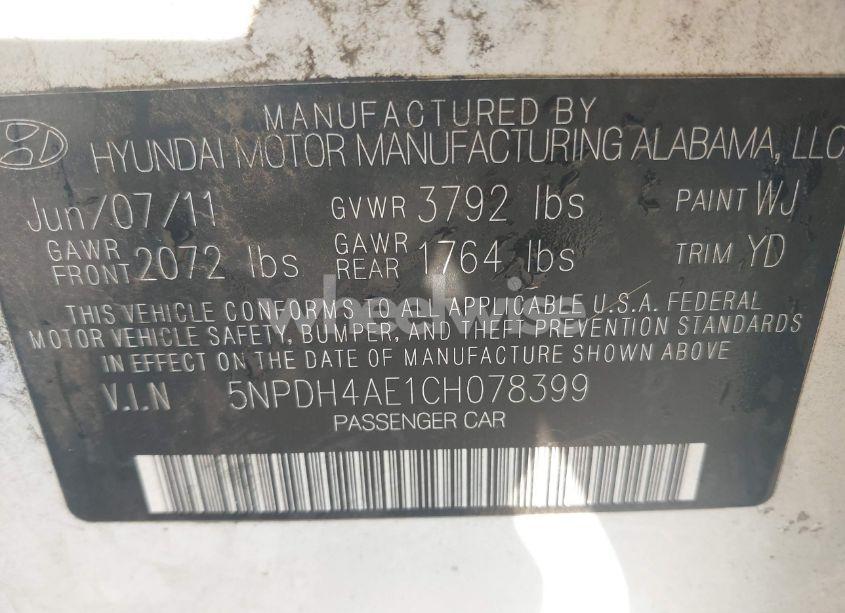 MANUFACTURED BY
HYUNDAI MOTOR MANUFACTURING ALABAMA, LLC
Jun/07/11 GVWR 3792 lbs PAINT WJ
GAWR FRONT 2072 lbs GAWR REAR 1764 lbs TRIM YD
THIS VEHICLE CONFORMS TO ALL APPLICABLE U.S.A. FEDERAL
MOTOR VEHICLE SAFETY, BUMPER, AND THEFT PREVENTION STANDARDS
IN EFFECT ON THE DATE OF MANUFACTURE SHOWN ABOVE.
V.I.N 5NPDH4AE1CH078399
PASSENGER CAR
wheelwise